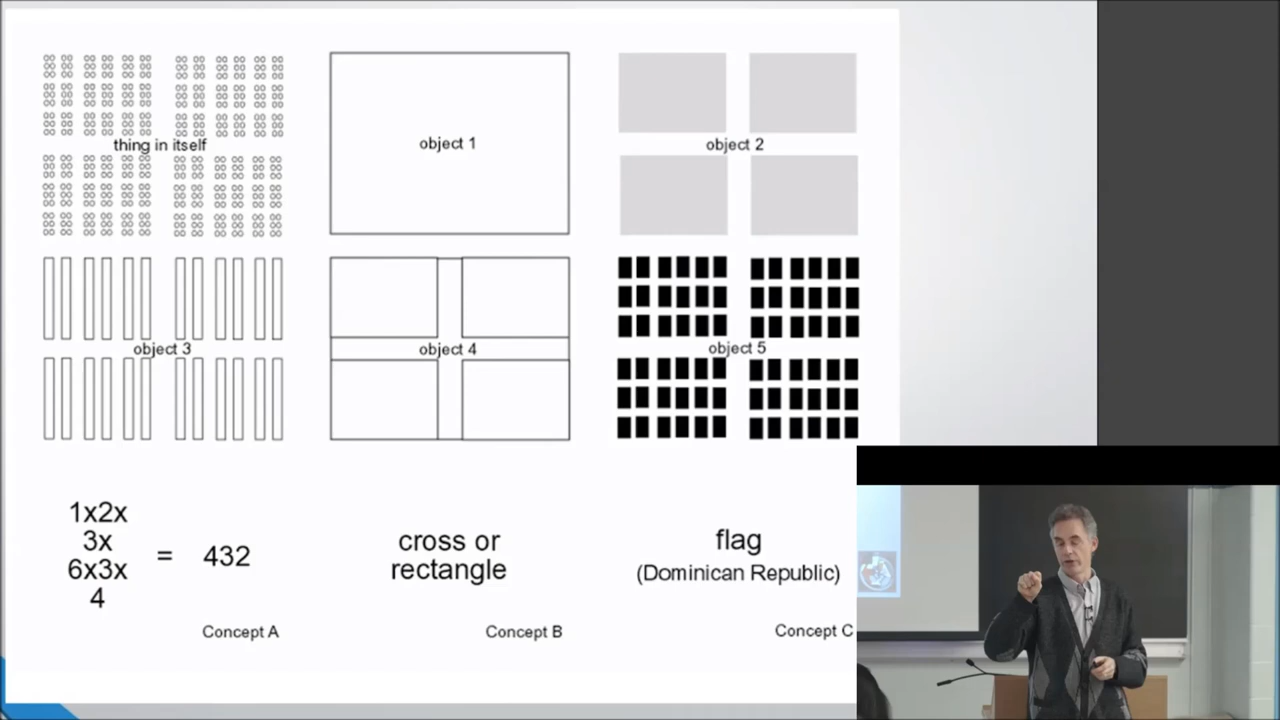 thing in itself
object 1
object 2
object 3
object 4
object 5
1x2x
3x
6x3x
4
= 432
cross or
rectangle
flag
(Dominican Republic)
Concept A
Concept B
Concept C